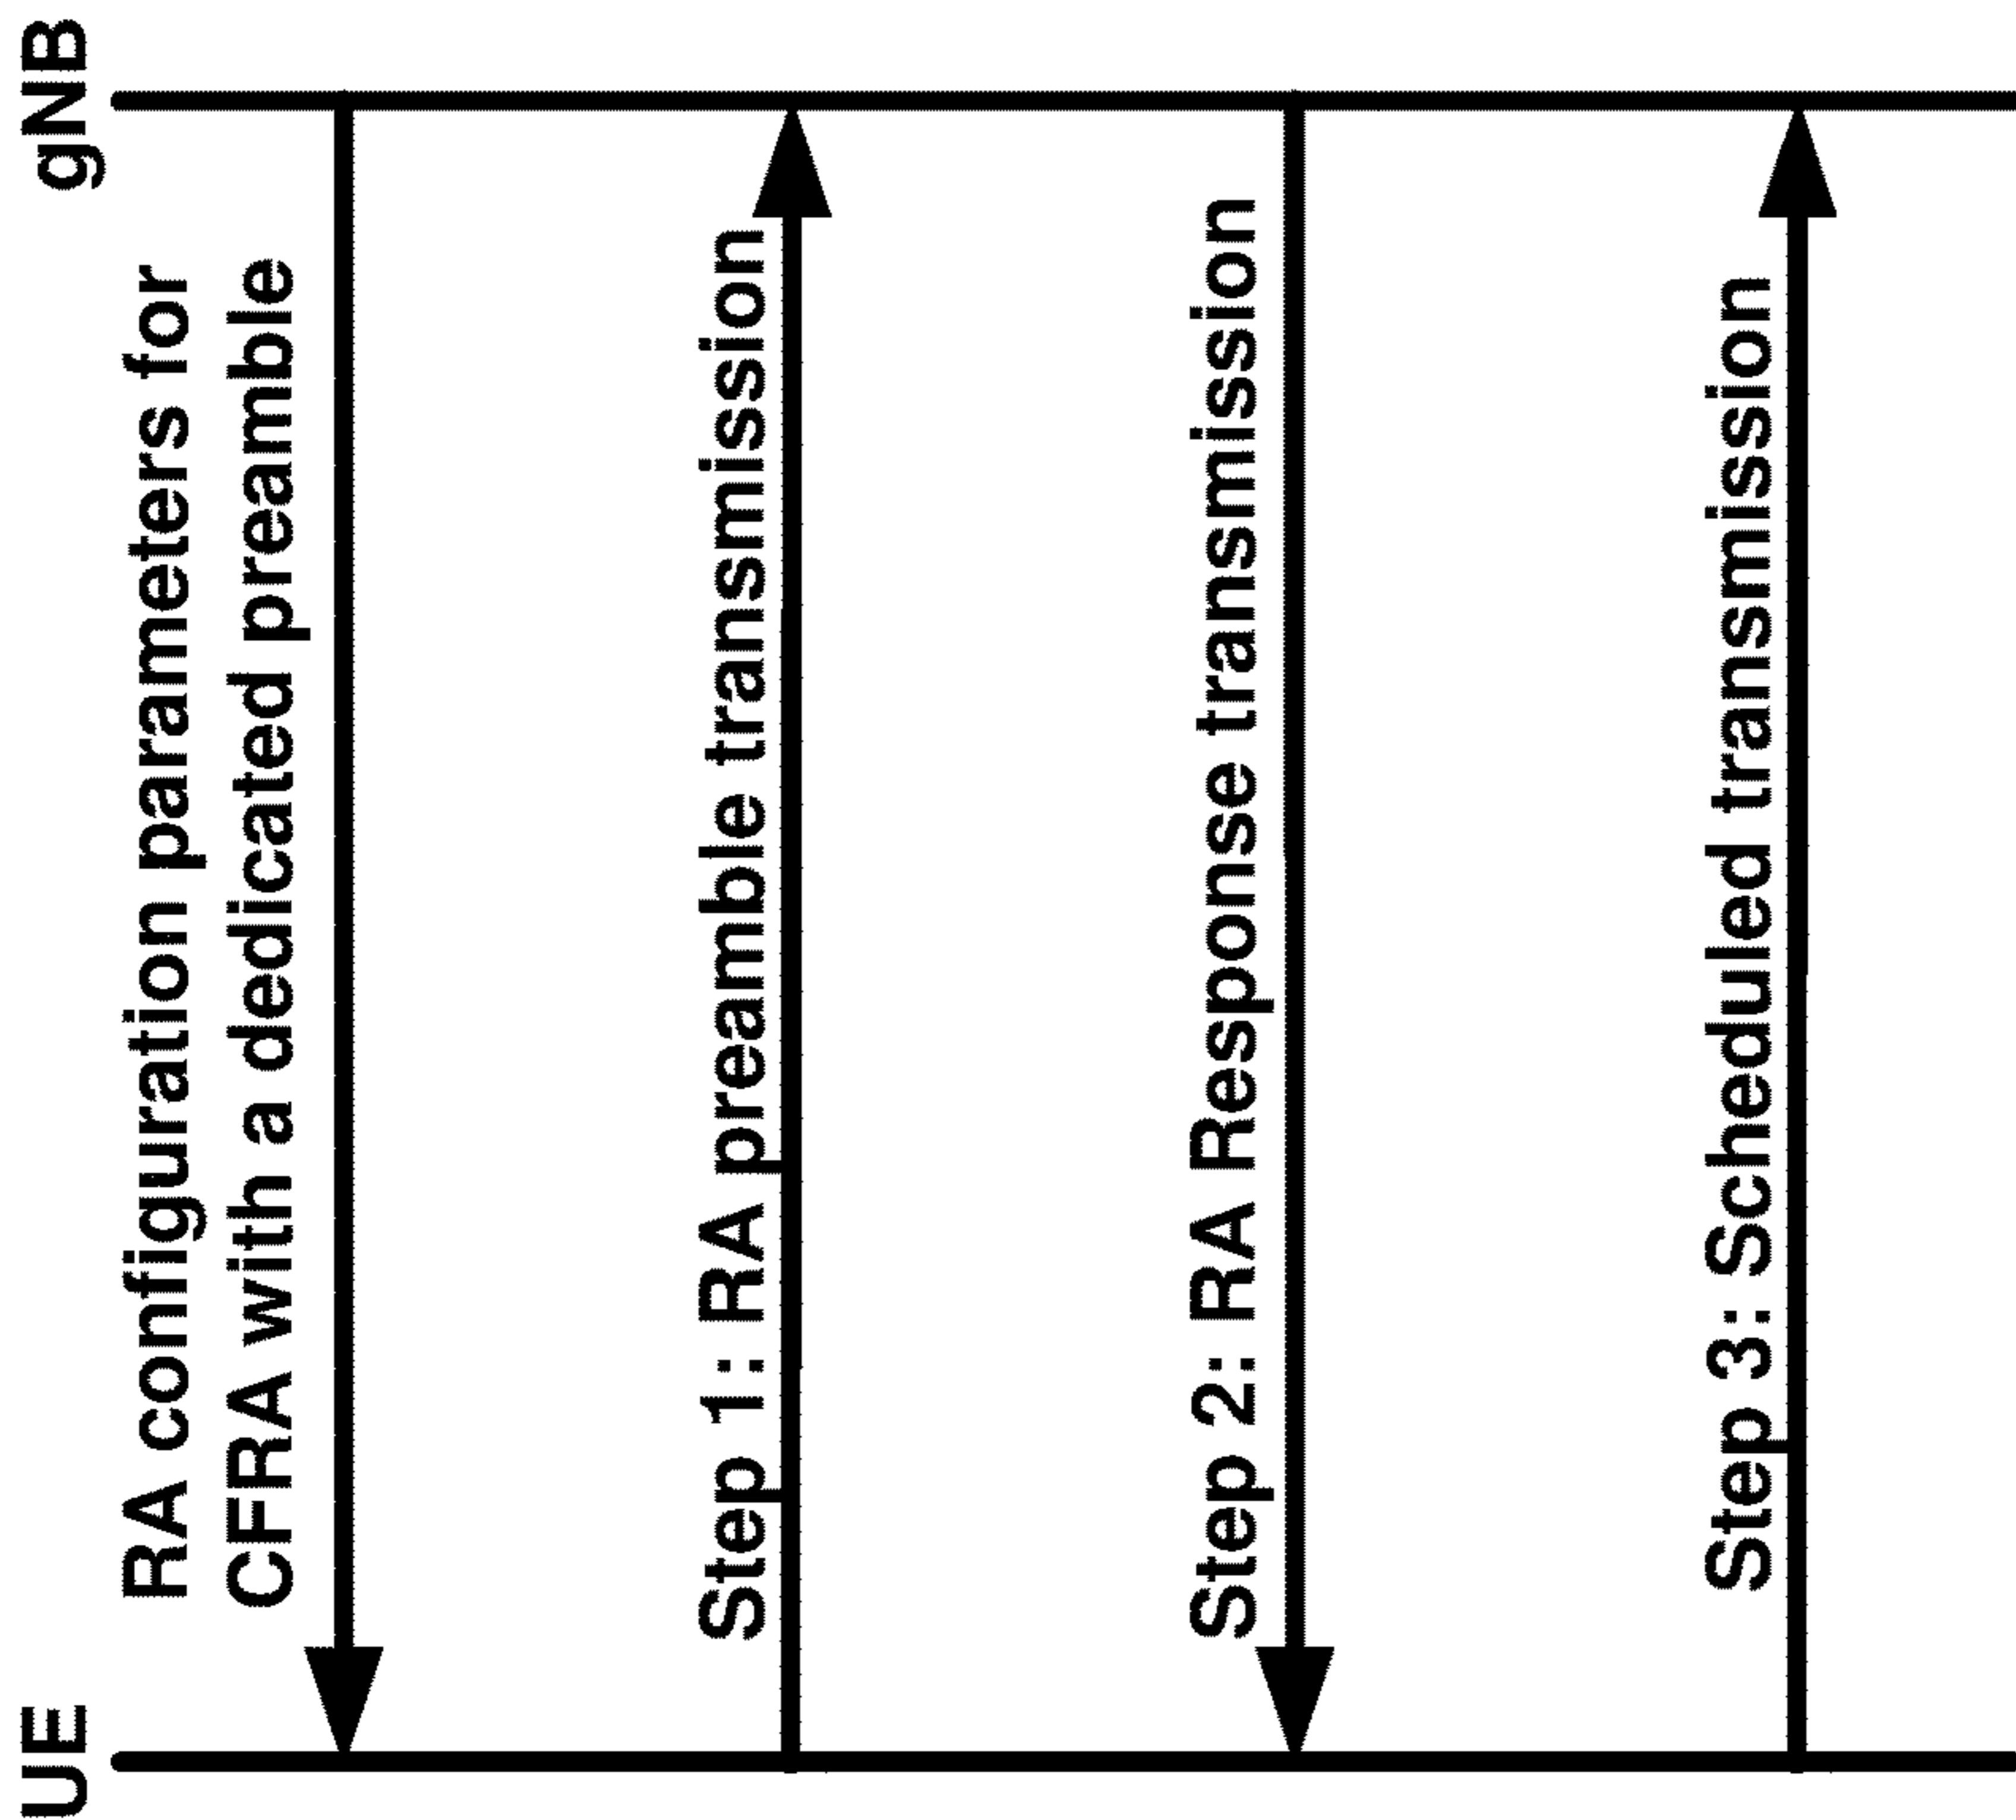 UE
gNB
RA configuration parameters for
CFRA with a dedicated preamble
Step 1: RA preamble transmission
Step 2: RA Response transmission
Step 3: Scheduled transmission